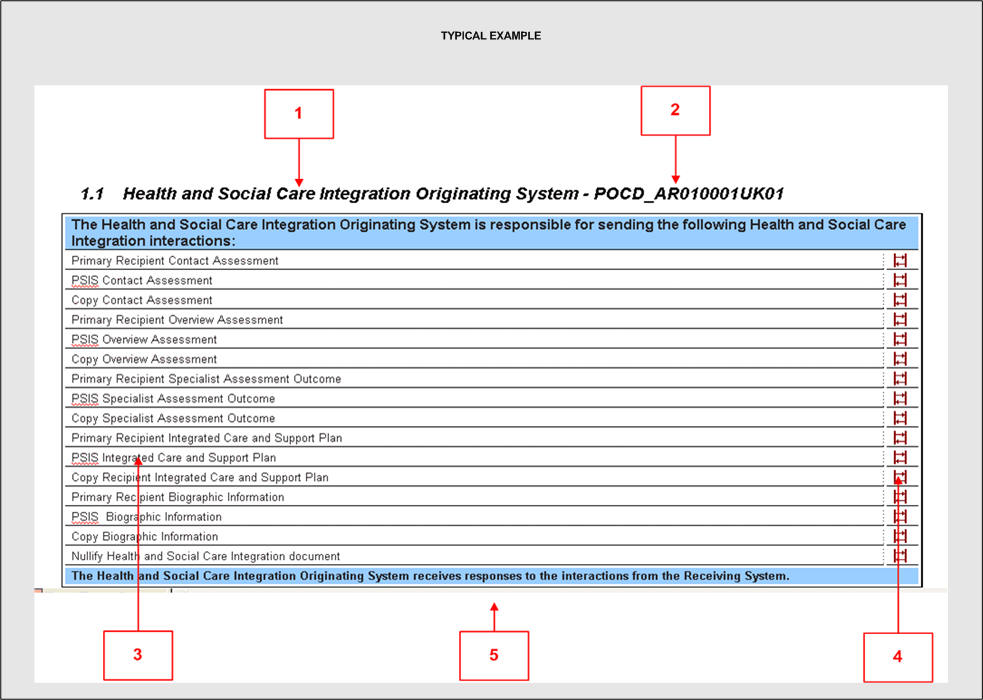 TYPICAL EXAMPLE
1
2
1.1 Health and Social Care Integration Originating System - POCD_AR010001UK01
The Health and Social Care Integration Originating System is responsible for sending the following Health and Social Care
Integration interactions:
Primary Recipient Contact Assessment
PSIS Contact Assessment
Copy Contact Assessment
Primary Recipient Overview Assessment
PSIS Overview Assessment
Copy Overview Assessment
Primary Recipient Specialist Assessment Outcome
PSIS Specialist Assessment Outcome
Copy Specialist Assessment Outcome
Primary Recipient Integrated Care and Support Plan
PSIS Integrated Care and Support Plan
Copy Recipient Integrated Care and Support Plan
Primary Recipient Biographic Information
PSIS Biographic Information
Copy Biographic Information
Nullify Health and Social Care Integration document
The Health and Social Care Integration Originating System receives responses to the interactions from the Receiving System.
3
5
4